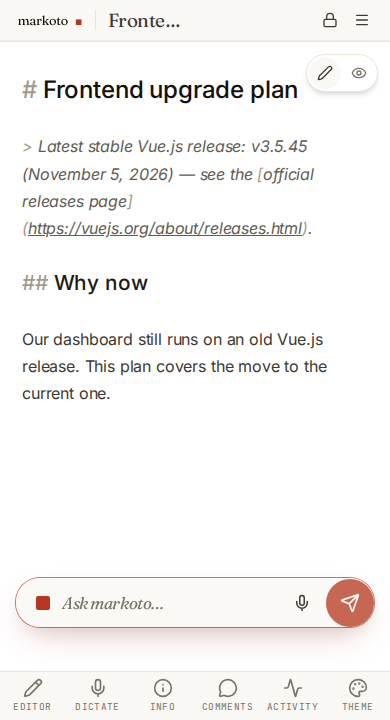 markoto
Fronte...
# Frontend upgrade plan
> Latest stable Vue.js release: v3.5.45
(November 5, 2026) — see the [official
releases page]
(https://vuejs.org/about/releases.html).
## Why now
Our dashboard still runs on an old Vue.js
release. This plan covers the move to the
current one.
Ask markoto...
EDITOR DICTATE INFO COMMENTS ACTIVITY THEME